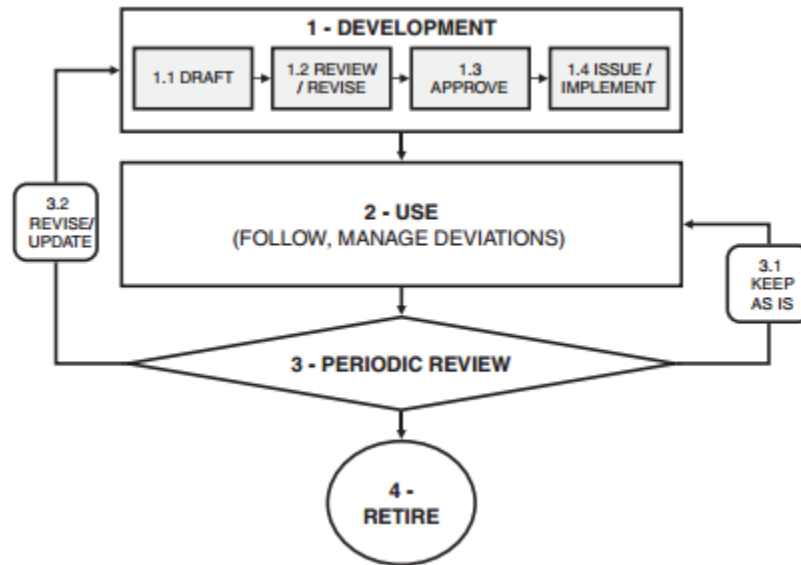 1 - DEVELOPMENT
1.1 DRAFT
1.2 REVIEW
/ REVISE
1.3
APPROVE
1.4 ISSUE /
IMPLEMENT
3.2
REVISE/
UPDATE
2 - USE
(FOLLOW, MANAGE DEVIATIONS)
3.1
KEEP
AS IS
3 - PERIODIC REVIEW
4 -
RETIRE